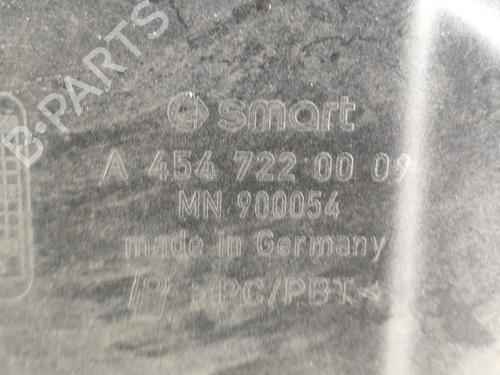 B-PARTS
smart
A 454 722 00 09
MN 900054
made in Germany
>PC/PBT<